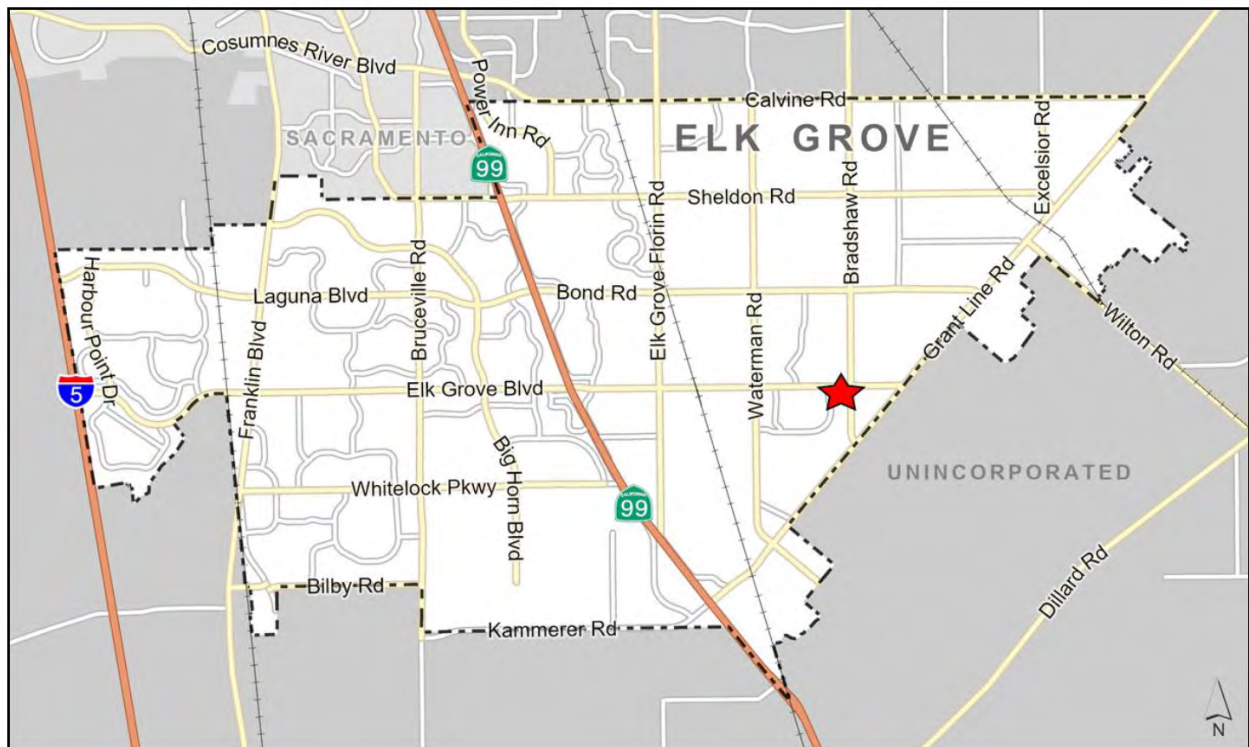 Cosumnes River Blvd
Power Inn Rd
Calvine Rd
SACRAMENTO
ELK GROVE
CALIFORNIA
99
Excelsior Rd
Sheldon Rd
Bradshaw Rd
Elk Grove Florin Rd
Bruceville Rd
Harbour Point Dr
Laguna Blvd
Bond Rd
Grant Line Rd
Waterman Rd
Wilton Rd
Franklin Blvd
5
Elk Grove Blvd
UNINCORPORATED
Whitelock Pkwy
Big Horn Blvd
CALIFORNIA
99
Bilby Rd
Dillard Rd
Kammerer Rd
N